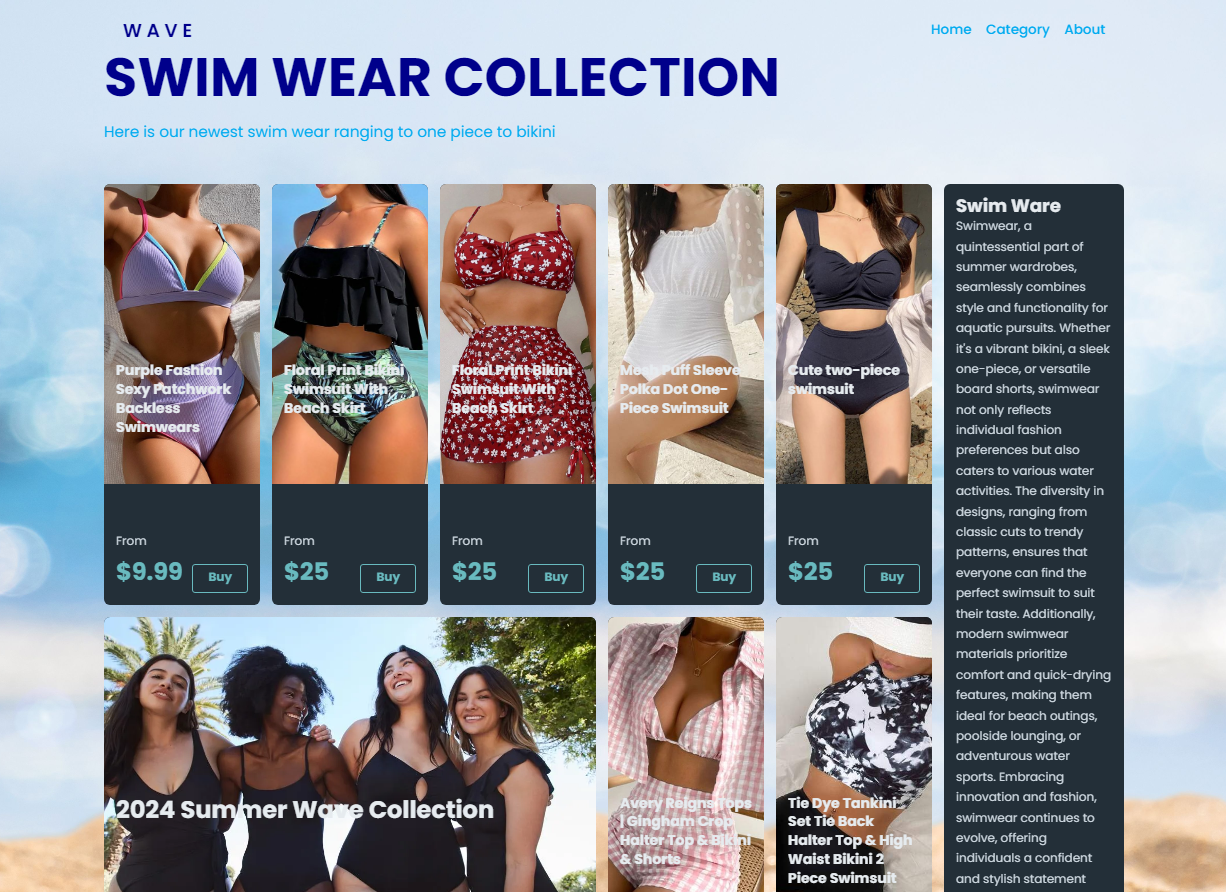 WAVE
Home Category About
SWIM WEAR COLLECTION
Here is our newest swim wear ranging to one piece to bikini
Purple Fashion
Sexy Patchwork
Backless
Swimwears
From
$9.99 Buy
Floral Print Bikini
Swimsuit With
Beach Skirt
From
$25 Buy
Floral Print Bikini
Swimsuit With
Beach Skirt
From
$25 Buy
Mesh Puff Sleeve
Polka Dot One-
Piece Swimsuit
From
$25 Buy
Cute two-piece
swimsuit
From
$25 Buy
Swim Ware
Swimwear, a
quintessential part of
summer wardrobes,
seamlessly combines
style and functionality for
aquatic pursuits. Whether
it's a vibrant bikini, a sleek
one-piece, or versatile
board shorts, swimwear
not only reflects
individual fashion
preferences but also
caters to various water
activities. The diversity in
designs, ranging from
classic cuts to trendy
patterns, ensures that
everyone can find the
perfect swimsuit to suit
their taste. Additionally,
modern swimwear
materials prioritize
comfort and quick-drying
features, making them
ideal for beach outings,
poolside lounging, or
adventurous water
sports. Embracing
innovation and fashion,
swimwear continues to
evolve, offering
individuals a confident
and stylish statement
2024 Summer Wave Collection
Avery Reigns Tops
| Gingham Crop
Halter Top & Bikini
& Shorts
Tie Dye Tankini
Set Tie Back
Halter Top & High
Waist Bikini 2
Piece Swimsuit